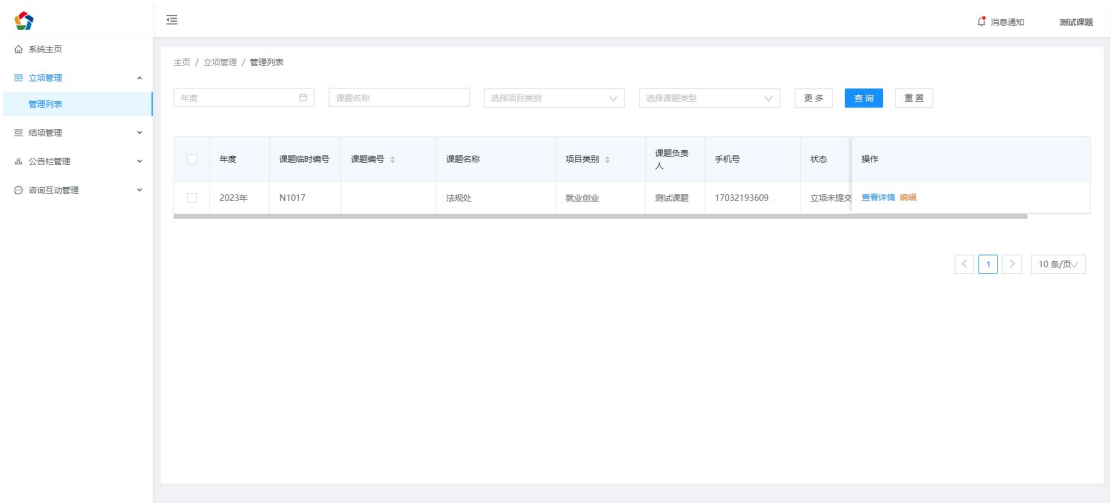 消息通知
测试课题
系统主页
立项管理
管理列表
结项管理
公告栏管理
咨询互动管理
主页 / 立项管理 / 管理列表
年度
课题名称
选择项目类别
选择课题类型
更多
查询
重置
年度 课题临时编号 课题编号 课题名称 项目类别 课题负责人 手机号 状态 操作
2023年 N1017 法规处 就业创业 测试课题 17032193609 立项未提交 查看详情 编辑
< 1 > 10 条/页